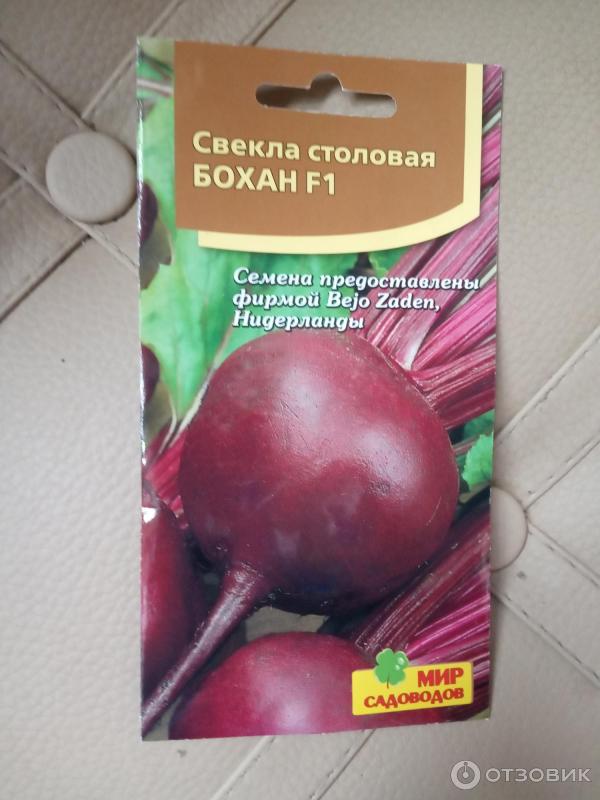 Свекла столовая
БОХАН F1
Семена предоставлены
фирмой Bejo Zaden,
Нидерланды
МИР
САДОВОДОВ
ОТЗОВИК